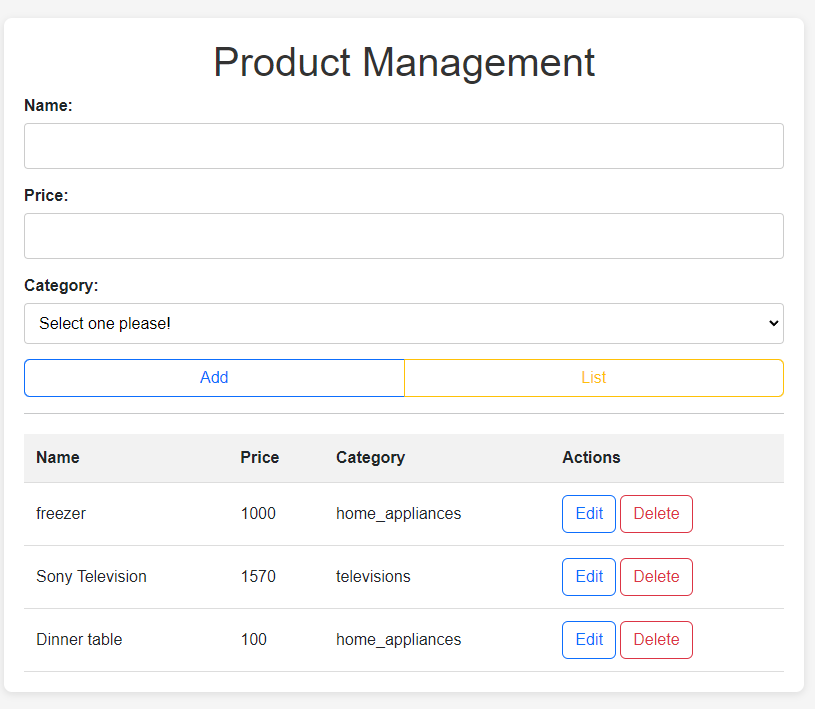 Product Management
Name:
Price:
Category:
Select one please!
Add List
Name Price Category Actions
freezer 1000 home_appliances Edit Delete
Sony Television 1570 televisions Edit Delete
Dinner table 100 home_appliances Edit Delete